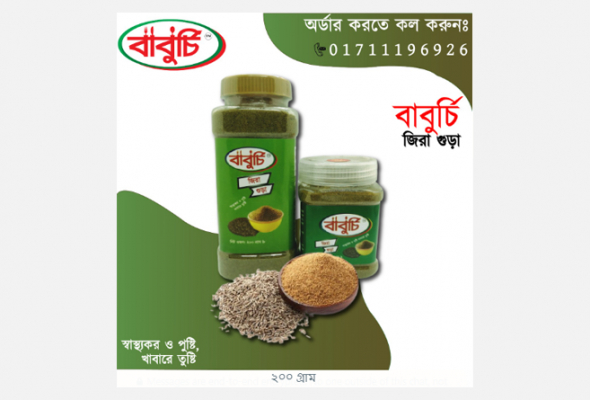 বাবুর্চি
অর্ডার করতে কল করুনঃ
01711196926
বাবুর্চি
জিরা গুড়া
বাবুর্চি
জিরা
গুড়া
বাবুর্চি
জিরা
গুড়া
স্বাস্থ্যকর ও পুষ্টি,
খাবারে তুষ্টি
২০০ গ্রাম